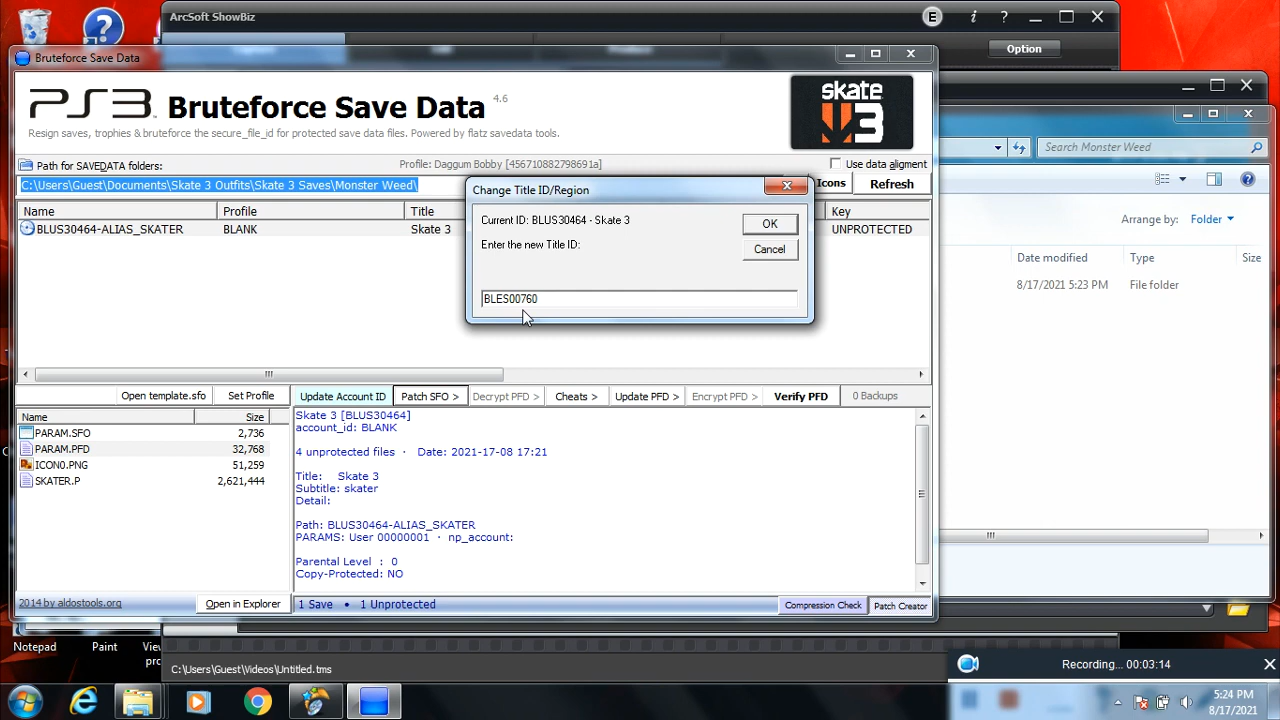 ArcSoft ShowBiz
E i ?
Option
Bruteforce Save Data
PS3 Bruteforce Save Data 4.6
Resign saves, trophies & bruteforce the secure_file_id for protected save data files. Powered by flatz savedata tools.
skate 3
Path for SAVEDATA folders:
Profile: Daggum Bobby [456710882798691a]
Use data aligment
C:\Users\Guest\Documents\Skate 3 Outfits\Skate 3 Saves\Monster Weed\
Icons
Refresh
Name Profile Title Key
BLUS30464-ALIAS_SKATER BLANK Skate 3 UNPROTECTED
Change Title ID/Region
Current ID: BLUS30464 - Skate 3
Enter the new Title ID:
OK
Cancel
BLES00760
Search Monster Weed
Arrange by: Folder
Date modified Type Size
8/17/2021 5:23 PM File folder
Open template.sfo Set Profile Update Account ID Patch SFO > Decrypt PFD > Cheats > Update PFD > Encrypt PFD > Verify PFD 0 Backups
Name Size
PARAM.SFO 2,736
PARAM.PFD 32,768
ICON0.PNG 51,259
SKATER.P 2,621,444
Skate 3 [BLUS30464]
account_id: BLANK
4 unprotected files · Date: 2021-17-08 17:21
Title: Skate 3
Subtitle: skater
Detail:
Path: BLUS30464-ALIAS_SKATER
PARAMS: User 00000001 · np_account:
Parental Level : 0
Copy-Protected: NO
2014 by aldostools.org Open in Explorer 1 Save • 1 Unprotected Compression Check Patch Creator
Notepad Paint
C:\Users\Guest\Videos\Untitled.tms
Recording... 00:03:14
5:24 PM
8/17/2021